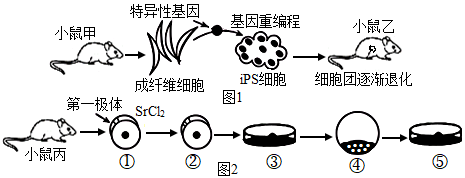 特异性基因
基因重编程
小鼠甲
小鼠乙
成纤维细胞
iPS细胞
细胞团逐渐退化
图1
第一极体
SrCl2
小鼠丙
① ② ③ ④ ⑤
图2